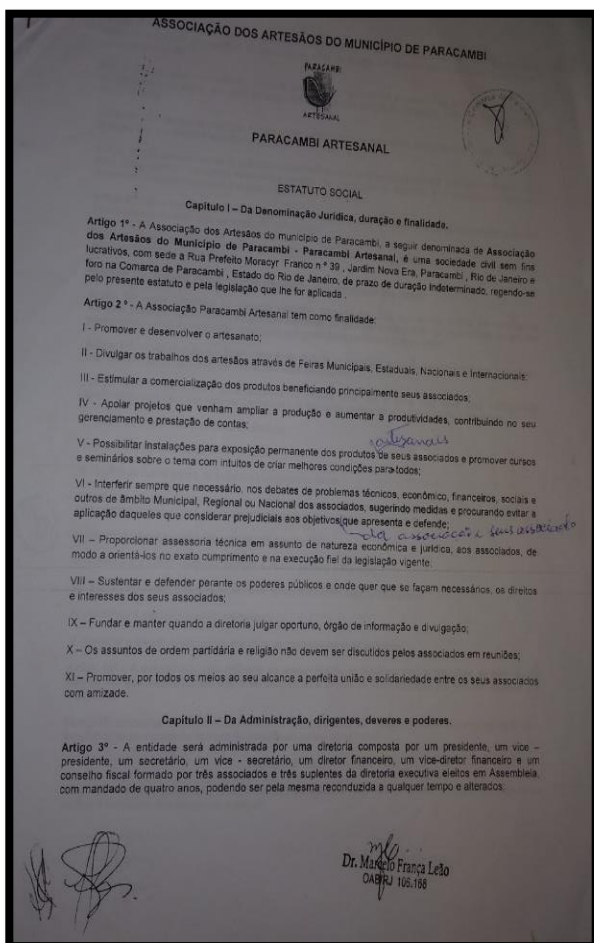 ASSOCIAÇÃO DOS ARTESÃOS DO MUNICÍPIO DE PARACAMBI
PARACAMBI
ARTESANAL
PARACAMBI ARTESANAL
ESTATUTO SOCIAL
Capitulo I – Da Denominação Jurídica, duração e finalidade.
Artigo 1º - A Associação dos Artesãos do município de Paracambi, a seguir denominada de Associação
dos Artesãos do Município de Paracambi - Paracambi Artesanal, é uma sociedade civil sem fins
lucrativos, com sede a Rua Prefeito Moracyr Franco n º 39 , Jardim Nova Era, Paracambi , Rio de Janeiro e
foro na Comarca de Paracambi , Estado do Rio de Janeiro, de prazo de duração indeterminado, regendo-se
pelo presente estatuto e pela legislação que lhe for aplicada .
Artigo 2 º - A Associação Paracambi Artesanal tem como finalidade:
I - Promover e desenvolver o artesanato;
II - Divulgar os trabalhos dos artesãos através de Feiras Municipais, Estaduais, Nacionais e Internacionais;
III - Estimular a comercialização dos produtos beneficiando principalmente seus associados;
IV - Apoiar projetos que venham ampliar a produção e aumentar a produtividades, contribuindo no seu
gerenciamento e prestação de contas;
artesanais
V - Possibilitar instalações para exposição permanente dos produtos de seus associados e promover cursos
e seminários sobre o tema com intuitos de criar melhores condições para todos;
VI - Interferir sempre que necessário, nos debates de problemas técnicos, econômico, financeiros, sociais e
outros de âmbito Municipal, Regional ou Nacional dos associados, sugerindo medidas e procurando evitar a
aplicação daqueles que considerar prejudiciais aos objetivos que apresenta e defende;
da associação e seus associados
VII – Proporcionar assessoria técnica em assunto de natureza econômica e jurídica, aos associados, de
modo a orientá-los no exato cumprimento e na execução fiel da legislação vigente.
VIII – Sustentar e defender perante os poderes públicos e onde quer que se façam necessários, os direitos
e interesses dos seus associados;
IX – Fundar e manter quando a diretoria julgar oportuno, órgão de informação e divulgação;
X – Os assuntos de ordem partidária e religião não devem ser discutidos pelos associados em reuniões;
XI – Promover, por todos os meios ao seu alcance a perfeita união e solidariedade entre os seus associados
com amizade.
Capitulo II – Da Administração, dirigentes, deveres e poderes.
Artigo 3º - A entidade será administrada por uma diretoria composta por um presidente, um vice –
presidente, um secretário, um vice - secretário, um diretor financeiro, um vice-diretor financeiro e um
conselho fiscal formado por três associados e três suplentes da diretoria executiva eleitos em Assembleia,
com mandado de quatro anos, podendo ser pela mesma reconduzida a qualquer tempo e alterados;
Dr. Marcelo França Leão
OAB/RJ 106.168